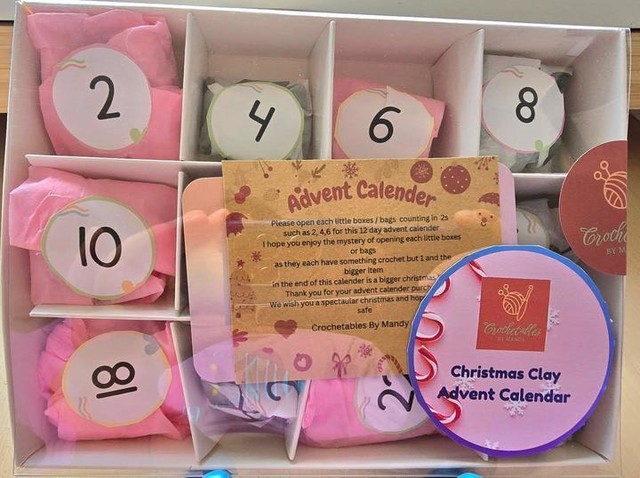 2
4
6
8
10
Advent Calender
Please open each little boxes / bags counting in 2s
such as 2, 4,6 for this 12 day advent calender
I hope you enjoy the mystery of opening each little boxes
or bags
as they each have something crochet but 1 and the
bigger item
in the end of this calender is a bigger christmas
Thank you for your advent calender
We wish you a spectaular christmas and
safe
Crochetables By Mandy
BY
18
2
2
Crochetables
BY MANDY
Christmas Clay
Advent Calendar